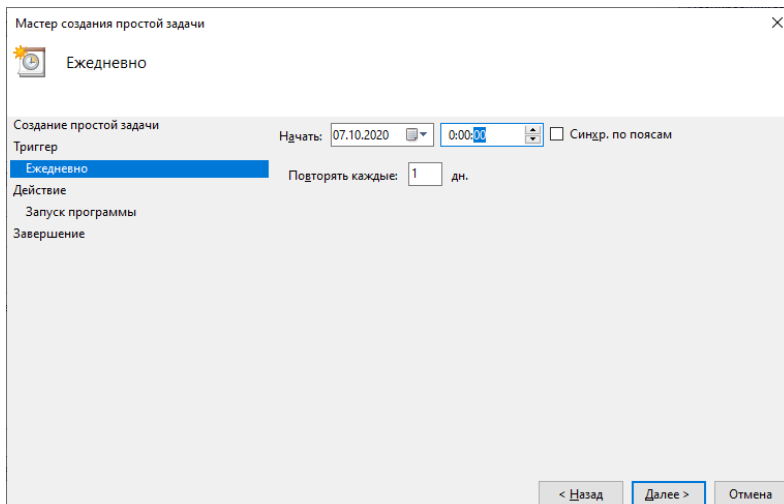 Мастер создания простой задачи
Ежедневно
Создание простой задачи
Триггер
Ежедневно
Действие
Запуск программы
Завершение
Начать: 07.10.2020 0:00:00 Синхр. по поясам
Повторять каждые: 1 дн.
< Назад Далее > Отмена